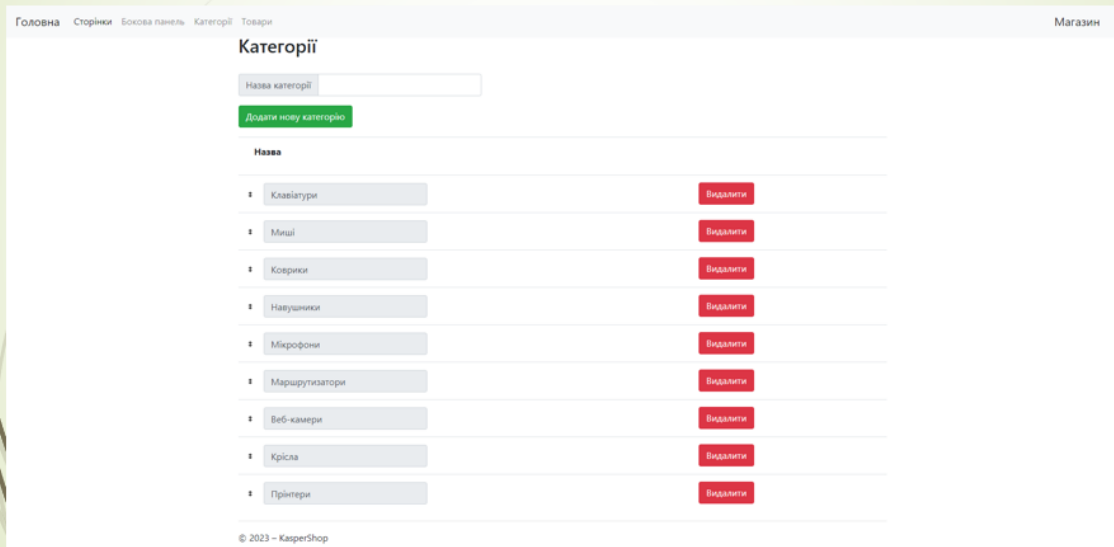 Головна Сторінки Бокова панель Категорії Товари Магазин
Категорії
Назва категорії
Додати нову категорію
Назва
Клавіатури Видалити
Миші Видалити
Коврики Видалити
Навушники Видалити
Мікрофони Видалити
Маршрутизатори Видалити
Веб-камери Видалити
Крісла Видалити
Прінтери Видалити
© 2023 – KasperShop